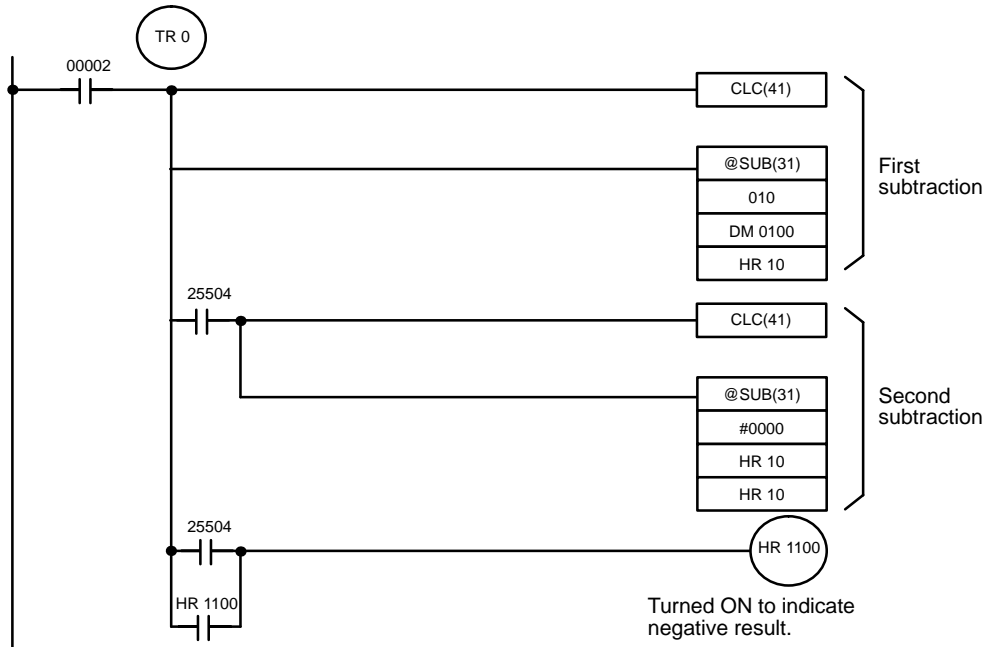 TR 0
00002
CLC(41)
@SUB(31)
010
DM 0100
HR 10
First
subtraction
25504
CLC(41)
@SUB(31)
#0000
HR 10
HR 10
Second
subtraction
25504
HR 1100
HR 1100
Turned ON to indicate
negative result.